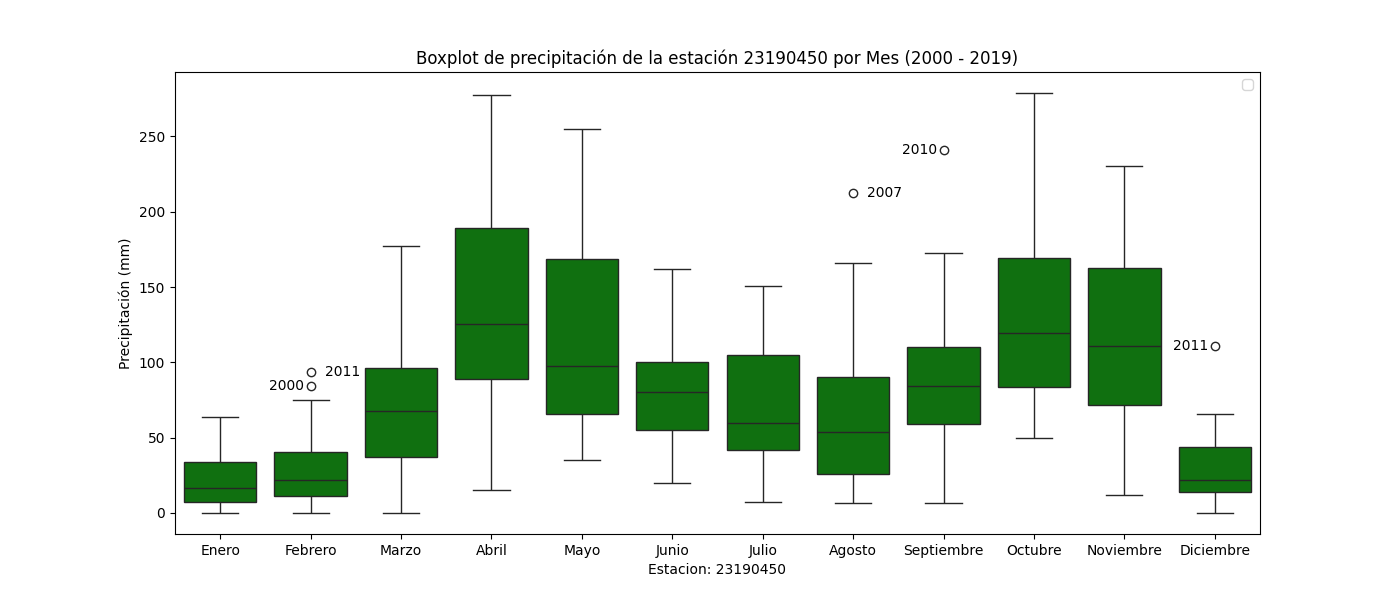 Boxplot de precipitación de la estación 23190450 por Mes (2000 - 2019)
Precipitación (mm)
250
200
150
100
50
0
2000
2011
2007
2010
2011
Enero Febrero Marzo Abril Mayo Junio Julio Agosto Septiembre Octubre Noviembre Diciembre
Estacion: 23190450